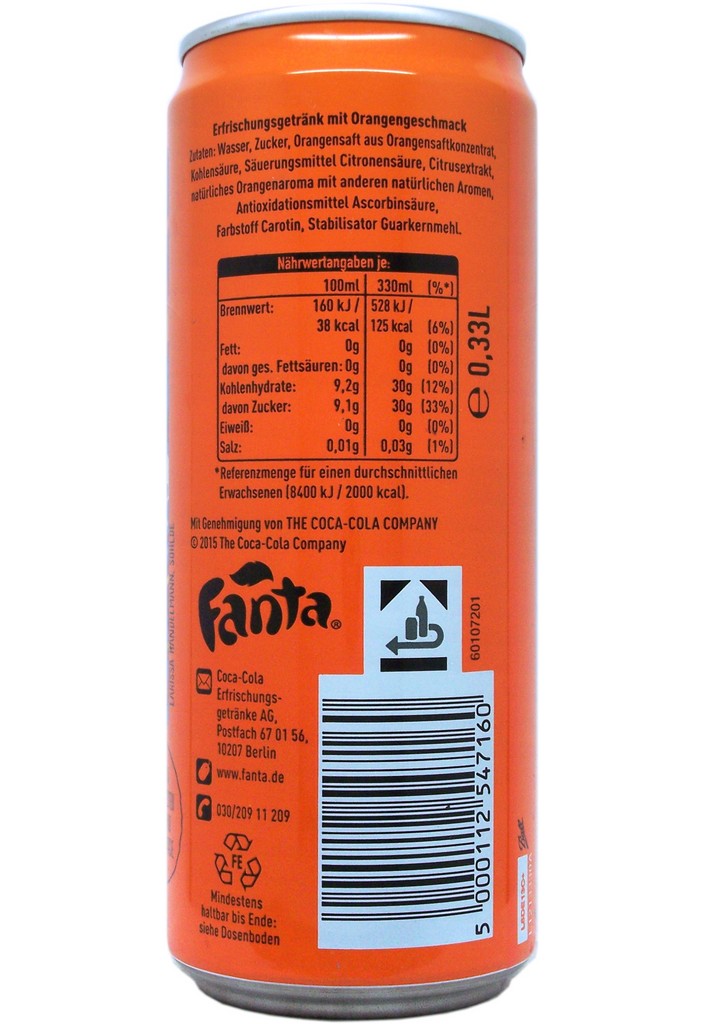 Erfrischungsgetränk mit Orangengeschmack
Zutaten: Wasser, Zucker, Orangensaft aus Orangensaftkonzentrat,
Kohlensäure, Säuerungsmittel Citronensäure, Citrusextrakt,
natürliches Orangenaroma mit anderen natürlichen Aromen,
Antioxidationsmittel Ascorbinsäure,
Farbstoff Carotin, Stabilisator Guarkernmehl.
Nährwertangaben je:
100ml 330ml (%*)
Brennwert: 160 kJ / 528 kJ /
38 kcal 125 kcal (6%)
Fett: 0g 0g (0%)
davon ges. Fettsäuren: 0g 0g (0%)
Kohlenhydrate: 9,2g 30g (12%)
davon Zucker: 9,1g 30g (33%)
Eiweiß: 0g 0g (0%)
Salz: 0,01g 0,03g (1%)
℮ 0,33L
*Referenzmenge für einen durchschnittlichen
Erwachsenen (8400 kJ / 2000 kcal).
Mit Genehmigung von THE COCA-COLA COMPANY
© 2015 The Coca-Cola Company
Fanta®
60107201
Coca-Cola
Erfrischungs-
getränke AG,
Postfach 67 01 56,
10207 Berlin
www.fanta.de
030/209 11 209
FE
Mindestens
haltbar bis Ende:
siehe Dosenboden
5 000112 547160
Ball